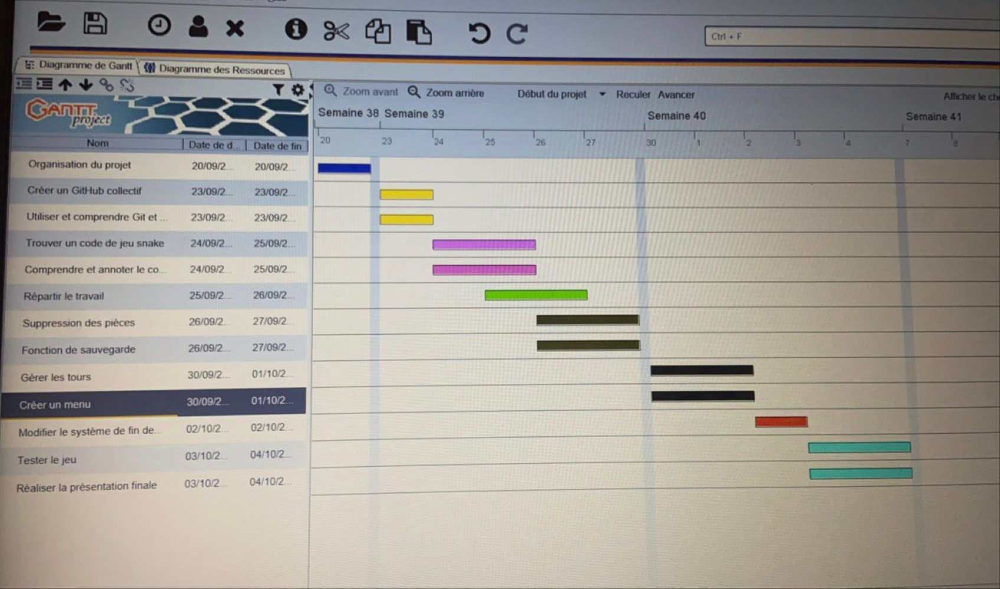 Ctrl + F
Diagramme de Gantt Diagramme des Ressources
Zoom avant Zoom arrière Début du projet Reculer Avancer Afficher le che
GANTT project
Semaine 38 Semaine 39 Semaine 40 Semaine 41
20 23 24 25 26 27 30 1 2 3 4 7 8
Nom Date de d... Date de fin
Organisation du projet 20/09/2... 20/09/2...
Créer un GitHub collectif 23/09/2... 23/09/2...
Utiliser et comprendre Git et ... 23/09/2... 23/09/2...
Trouver un code de jeu snake 24/09/2... 25/09/2...
Comprendre et annoter le co... 24/09/2... 25/09/2...
Répartir le travail 25/09/2... 26/09/2...
Suppression des pièces 26/09/2... 27/09/2...
Fonction de sauvegarde 26/09/2... 27/09/2...
Gérer les tours 30/09/2... 01/10/2...
Créer un menu 30/09/2... 01/10/2...
Modifier le système de fin de... 02/10/2... 02/10/2...
Tester le jeu 03/10/2... 04/10/2...
Réaliser la présentation finale 03/10/2... 04/10/2...